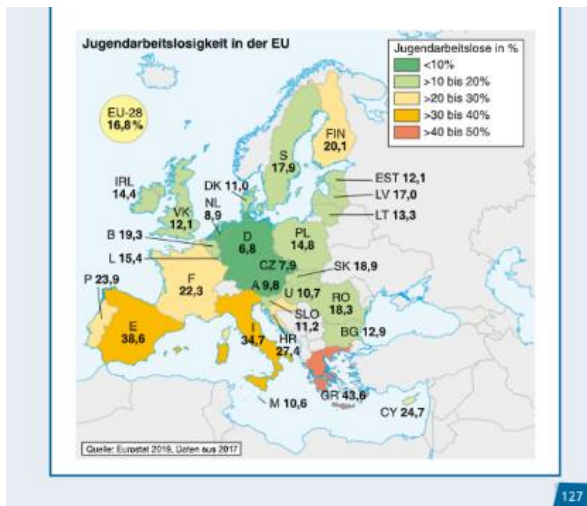 Jugendarbeitslosigkeit in der EU
Jugendarbeitslose in %
<10%
>10 bis 20%
>20 bis 30%
>30 bis 40%
>40 bis 50%
EU-28
16,8%
FIN
20,1
S
17,9
EST 12,1
LV 17,0
LT 13,3
DK 11,0
IRL
14,4
NL
8,9
VK
12,1
B 19,3
D
6,8
PL
14,8
L 15,4
CZ 7,9
SK 18,9
P 23,9
F
22,3
A 9,8
U 10,7
RO
18,3
SLO
11,2
BG 12,9
E
38,6
I
34,7
HR
27,4
M 10,6
GR 43,6
CY 24,7
Quelle: Eurostat 2019, Daten aus 2017
127